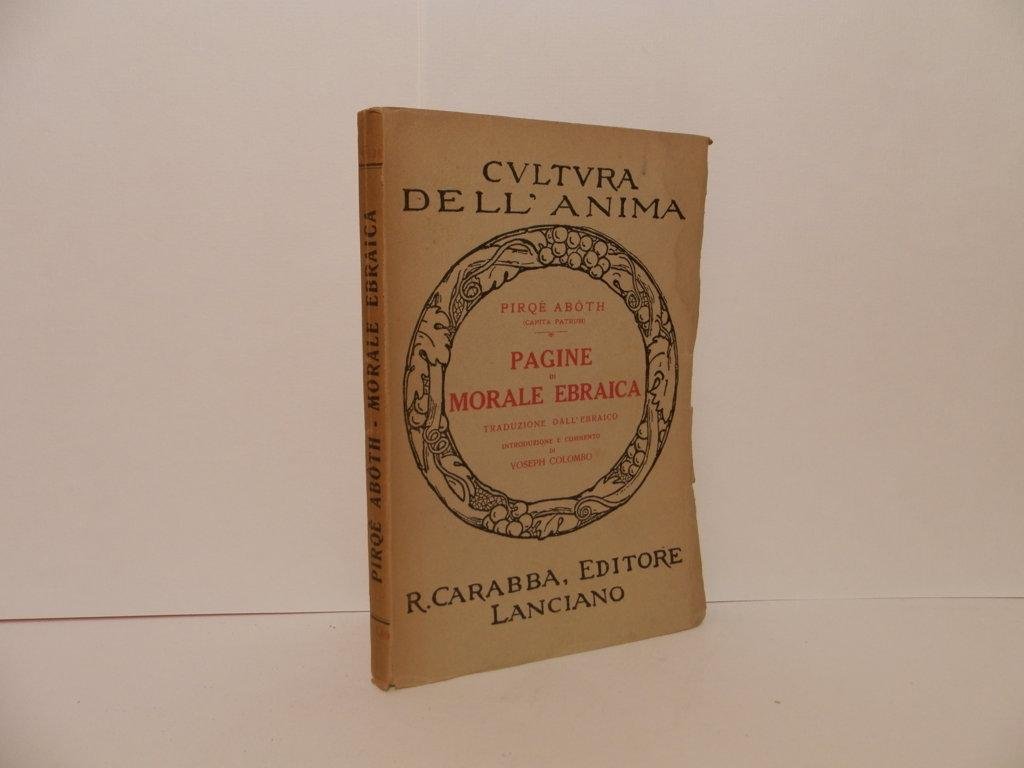 CVLTVRA
DELL' ANIMA
PIRQÊ ABÔTH
(CAPITA PATRUM)
PAGINE
DI
MORALE EBRAICA
TRADUZIONE DALL'EBRAICO
INTRODUZIONE E COMMENTO
DI
YOSEPH COLOMBO
R. CARABBA, EDITORE
LANCIANO
PIRQÊ ABÔTH - MORALE EBRAICA